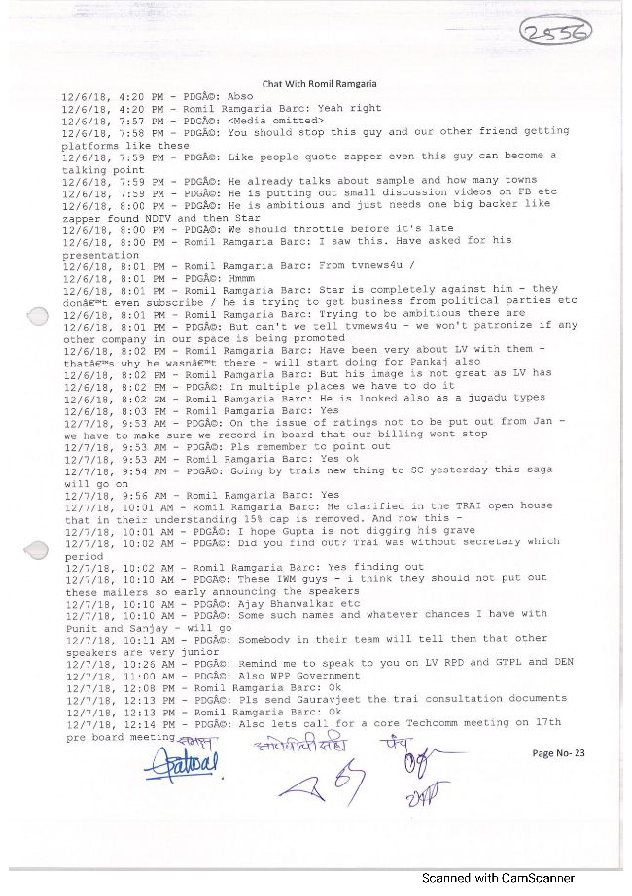 2556
Chat With Romil Ramgaria
12/6/18, 4:20 PM - PDGÂ©: Abso
12/6/18, 4:20 PM - Romil Ramgaria Barc: Yeah right
12/6/18, 7:57 PM - PDGÂ©: <Media omitted>
12/6/18, 7:58 PM - PDGÂ©: You should stop this guy and our other friend getting
platforms like these
12/6/18, 7:59 PM - PDGÂ©: Like people quote zapper even this guy can become a
talking point
12/6/18, 7:59 PM - PDGÂ©: He already talks about sample and how many towns
12/6/18, 7:59 PM - PDGÂ©: He is putting out small discussion videos on FB etc
12/6/18, 8:00 PM - PDGÂ©: He is ambitious and just needs one big backer like
zapper found NDTV and then Star
12/6/18, 8:00 PM - PDGÂ©: We should throttle before it's late
12/6/18, 8:00 PM - Romil Ramgaria Barc: I saw this. Have asked for his
presentation
12/6/18, 8:01 PM - Romil Ramgaria Barc: From tvnews4u /
12/6/18, 8:01 PM - PDGÂ©: Hmmm
12/6/18, 8:01 PM - Romil Ramgaria Barc: Star is completely against him - they
donâ€™t even subscribe / he is trying to get business from political parties etc
12/6/18, 8:01 PM - Romil Ramgaria Barc: Trying to be ambitious there
12/6/18, 8:01 PM - PDGÂ©: But can't we tell tvmews4u - we won't patronize if any
other company in our space is being promoted
12/6/18, 8:02 PM - Romil Ramgaria Barc: Have been very about LV with them -
thatâ€™s why he wasnâ€™t there - will start doing for Pankaj also
12/6/18, 8:02 PM - Romil Ramgaria Barc: But his image is not great as LV has
12/6/18, 8:02 PM - PDGÂ©: In multiple places we have to do it
12/6/18, 8:02 PM - Romil Ramgaria Barc: He is looked also as a jugadu types
12/6/18, 8:03 PM - Romil Ramgaria Barc: Yes
12/7/18, 9:53 AM - PDGÂ©: On the issue of ratings not to be put out from Jan -
we have to make sure we record in board that our billing wont stop
12/7/18, 9:53 AM - PDGÂ©: Pls remember to point out
12/7/18, 9:53 AM - Romil Ramgaria Barc: Yes ok
12/7/18, 9:54 AM - PDGÂ©: Going by trais new thing to SC yesterday this saga
will go on
12/7/18, 9:56 AM - Romil Ramgaria Barc: Yes
12/7/18, 10:01 AM - Romil Ramgaria Barc: He clarified in the TRAI open house
that in their understanding 15% cap is removed. And now this -
12/7/18, 10:01 AM - PDGÂ©: I hope Gupta is not digging his grave
12/7/18, 10:02 AM - PDGÂ©: Did you find out? Trai was without secretary which
period
12/7/18, 10:02 AM - Romil Ramgaria Barc: Yes finding out
12/7/18, 10:10 AM - PDGÂ©: These IWM guys - i think they should not put out
these mailers so early announcing the speakers
12/7/18, 10:10 AM - PDGÂ©: Ajay Bhanwalkar etc
12/7/18, 10:10 AM - PDGÂ©: Some such names and whatever chances I have with
Punit and Sanjay - will go
12/7/18, 10:11 AM - PDGÂ©: Somebody in their team will tell them that other
speakers are very junior
12/7/18, 10:26 AM - PDGÂ©: Remind me to speak to you on LV RPD and GTPL and DEN
12/7/18, 11:00 AM - PDGÂ©: Also WPP Government
12/7/18, 12:08 PM - Romil Ramgaria Barc: Ok
12/7/18, 12:13 PM - PDGÂ©: Pls send Gauravjeet the trai consultation documents
12/7/18, 12:13 PM - Romil Ramgaria Barc: Ok
12/7/18, 12:14 PM - PDGÂ©: Also lets call for a core Techcomm meeting on 17th
pre board meeting
समक्ष पंच
Page No- 23
Scanned with CamScanner